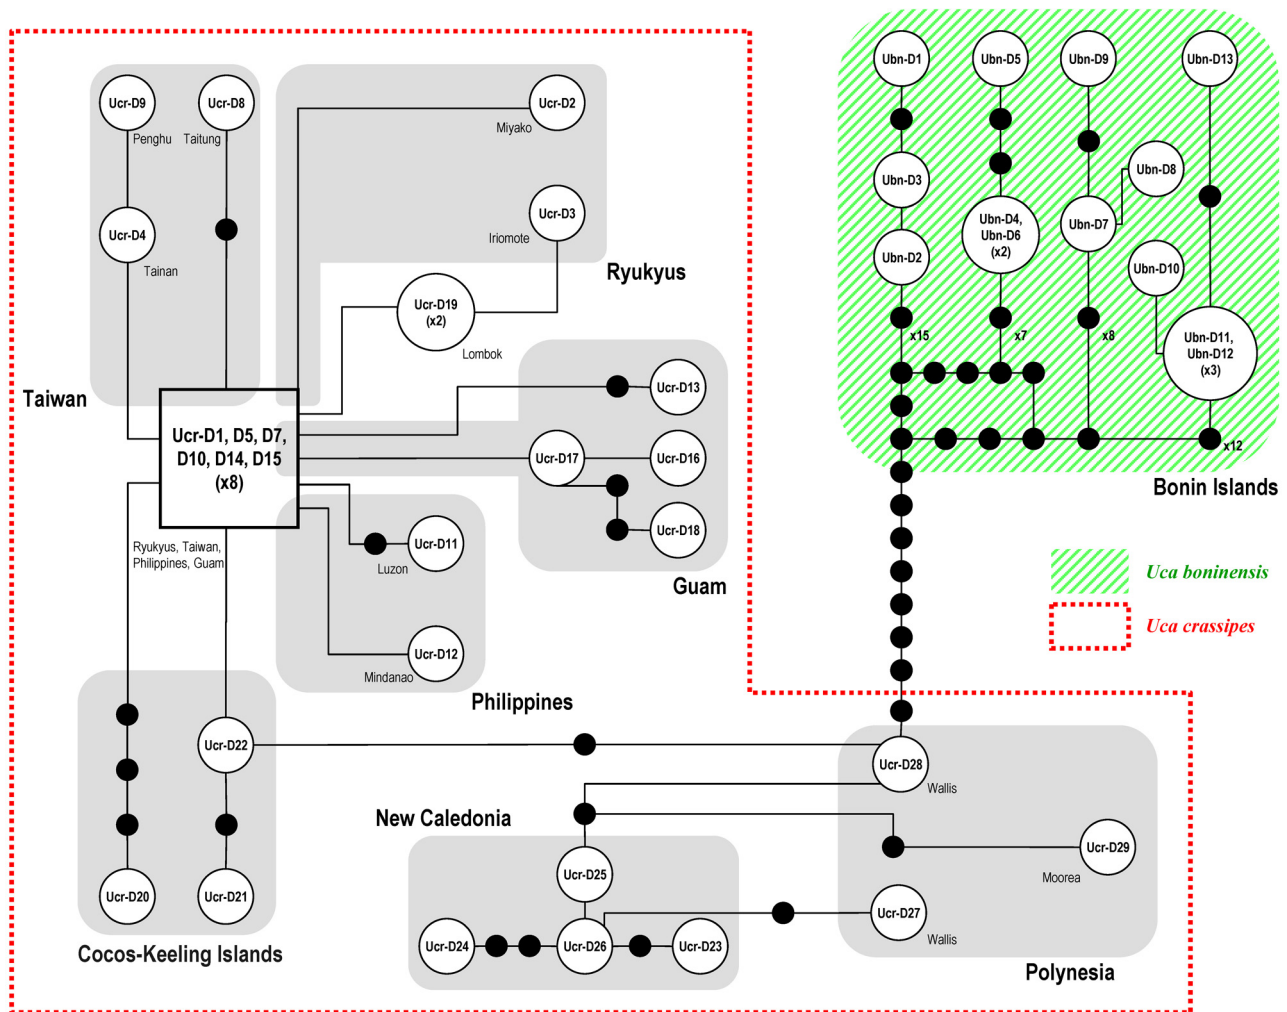 Ucr-D9
Penghu
Ucr-D8
Taitung
Ucr-D4
Tainan
Taiwan
Ucr-D2
Miyako
Ucr-D3
Iriomote
Ryukyus
Ucr-D19
(x2)
Lombok
Ucr-D1, D5, D7,
D10, D14, D15
(x8)
Ryukyus, Taiwan,
Philippines, Guam
Ucr-D13
Ucr-D17
Ucr-D16
Ucr-D18
Guam
Ucr-D11
Luzon
Ucr-D12
Mindanao
Philippines
Ucr-D22
Ucr-D20
Ucr-D21
Cocos-Keeling Islands
New Caledonia
Ucr-D25
Ucr-D24
Ucr-D26
Ucr-D23
Ucr-D28
Wallis
Ucr-D29
Moorea
Ucr-D27
Wallis
Polynesia
Ubn-D1
Ubn-D5
Ubn-D9
Ubn-D13
Ubn-D3
Ubn-D8
Ubn-D4,
Ubn-D6
(x2)
Ubn-D7
Ubn-D2
Ubn-D10
Ubn-D11,
Ubn-D12
(x3)
x15
x7
x8
x12
Bonin Islands
Uca boninensis
Uca crassipes